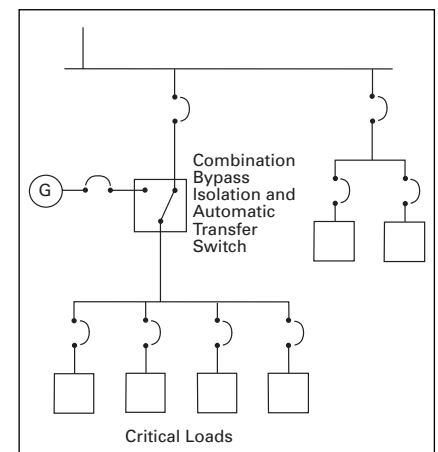 G
Combination
Bypass
Isolation and
Automatic
Transfer
Switch
Critical Loads